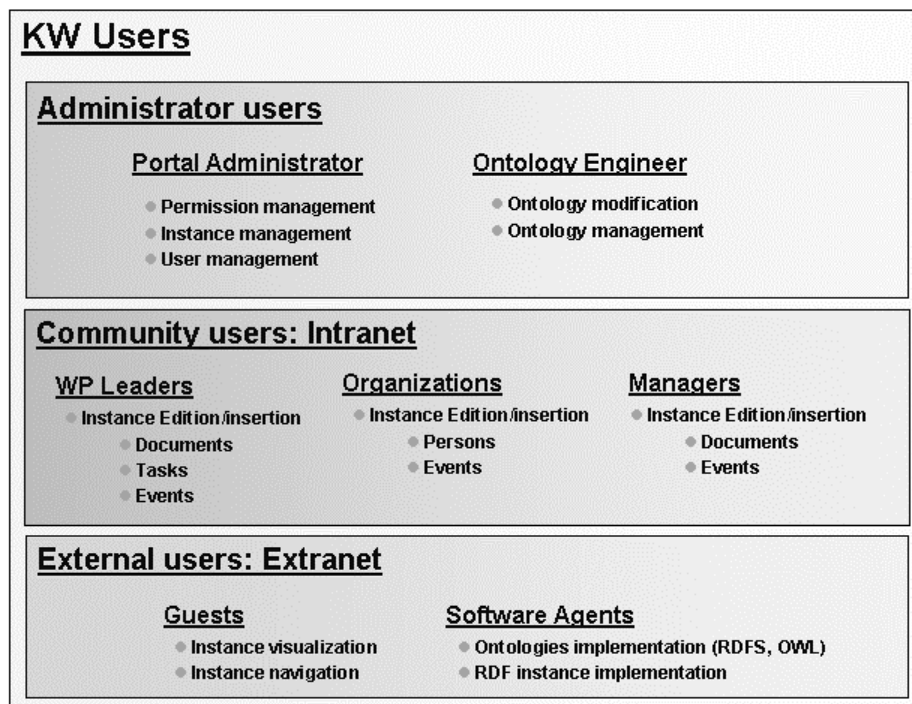 KW Users
Administrator users
Portal Administrator
Permission management
Instance management
User management
Ontology Engineer
Ontology modification
Ontology management
Community users: Intranet
WP Leaders
Instance Edition/insertion
Documents
Tasks
Events
Organizations
Instance Edition/insertion
Persons
Events
Managers
Instance Edition/insertion
Documents
Events
External users: Extranet
Guests
Instance visualization
Instance navigation
Software Agents
Ontologies implementation (RDFS, OWL)
RDF instance implementation